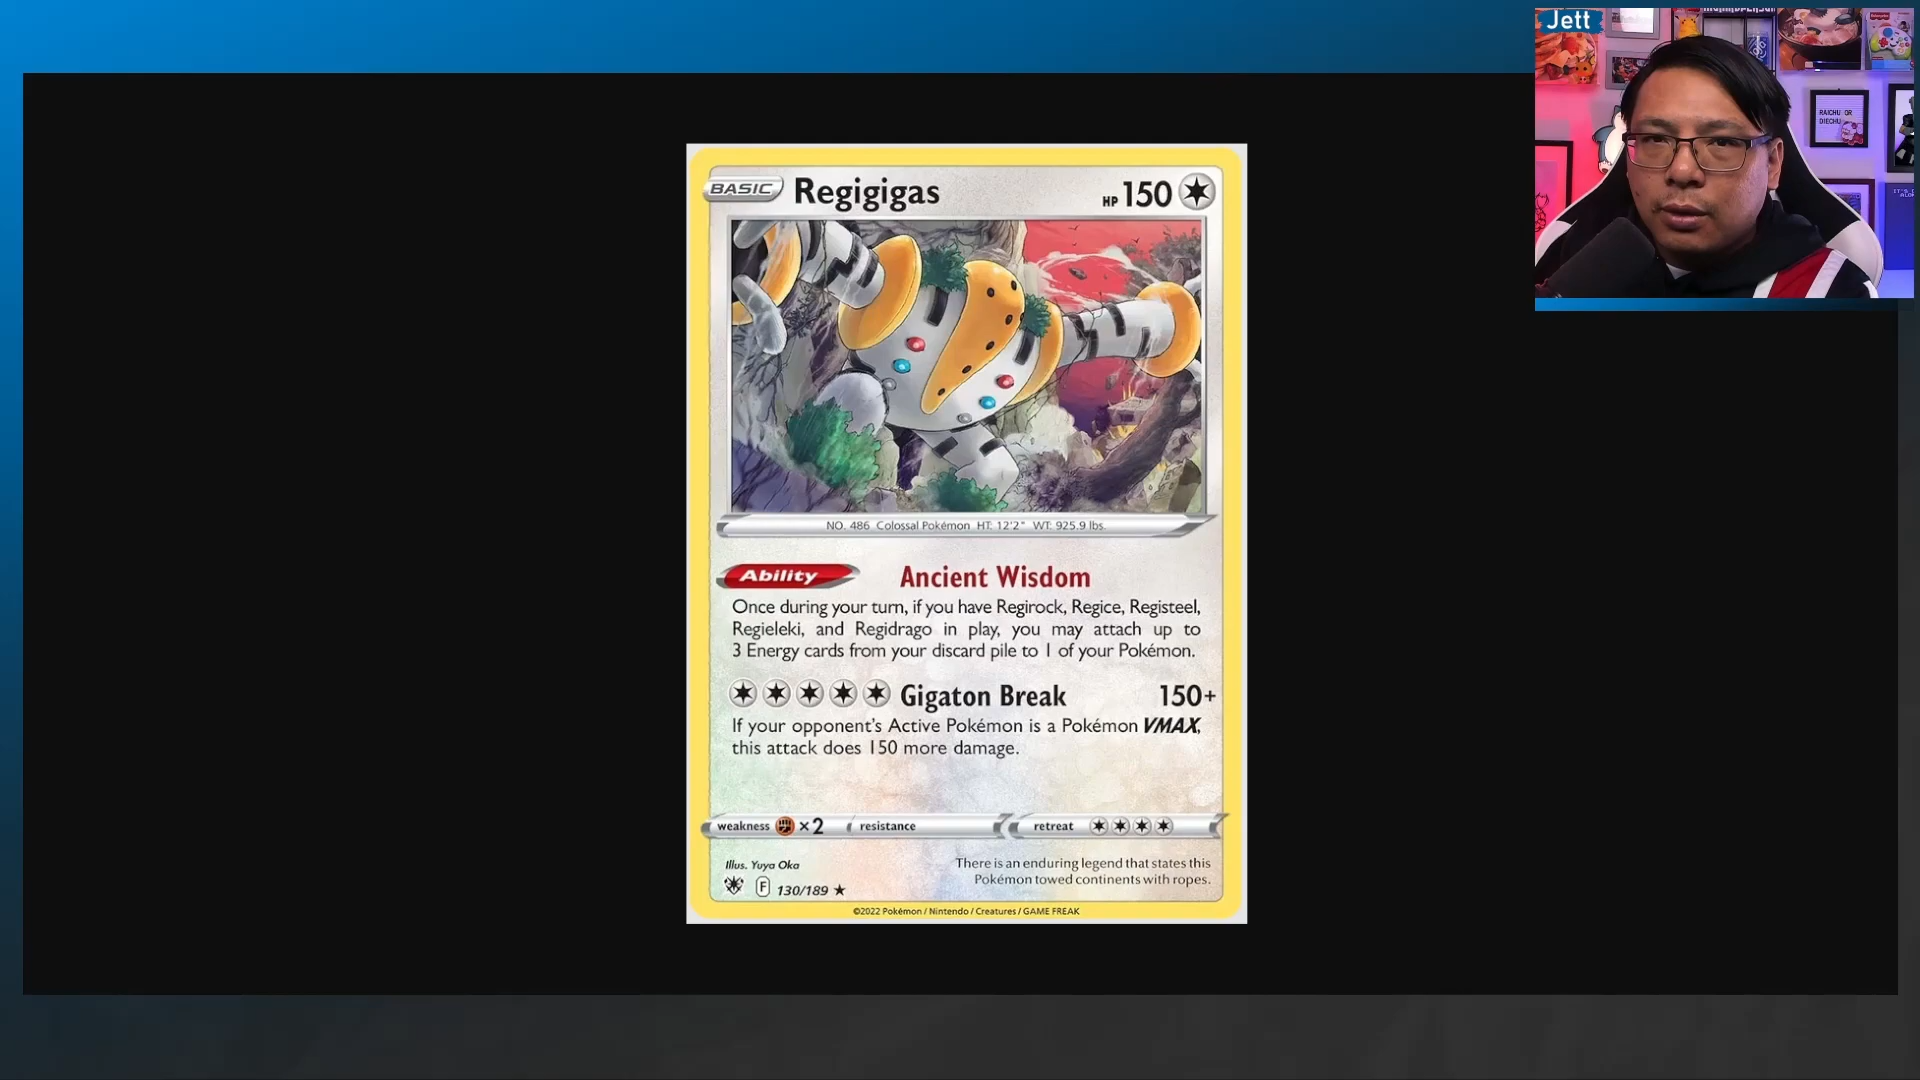 Jett
RAICHU OR
DIECHU
BASIC Regigigas HP 150
NO. 486 Colossal Pokémon HT: 12'2" WT: 925.9 lbs.
Ability Ancient Wisdom
Once during your turn, if you have Regirock, Regice, Registeel,
Regieleki, and Regidrago in play, you may attach up to
3 Energy cards from your discard pile to 1 of your Pokémon.
Gigaton Break 150+
If your opponent's Active Pokémon is a Pokémon VMAX,
this attack does 150 more damage.
weakness ×2 resistance retreat
Illus. Yuya Oka
There is an enduring legend that states this
Pokémon towed continents with ropes.
F 130/189 ★
©2022 Pokémon / Nintendo / Creatures / GAME FREAK